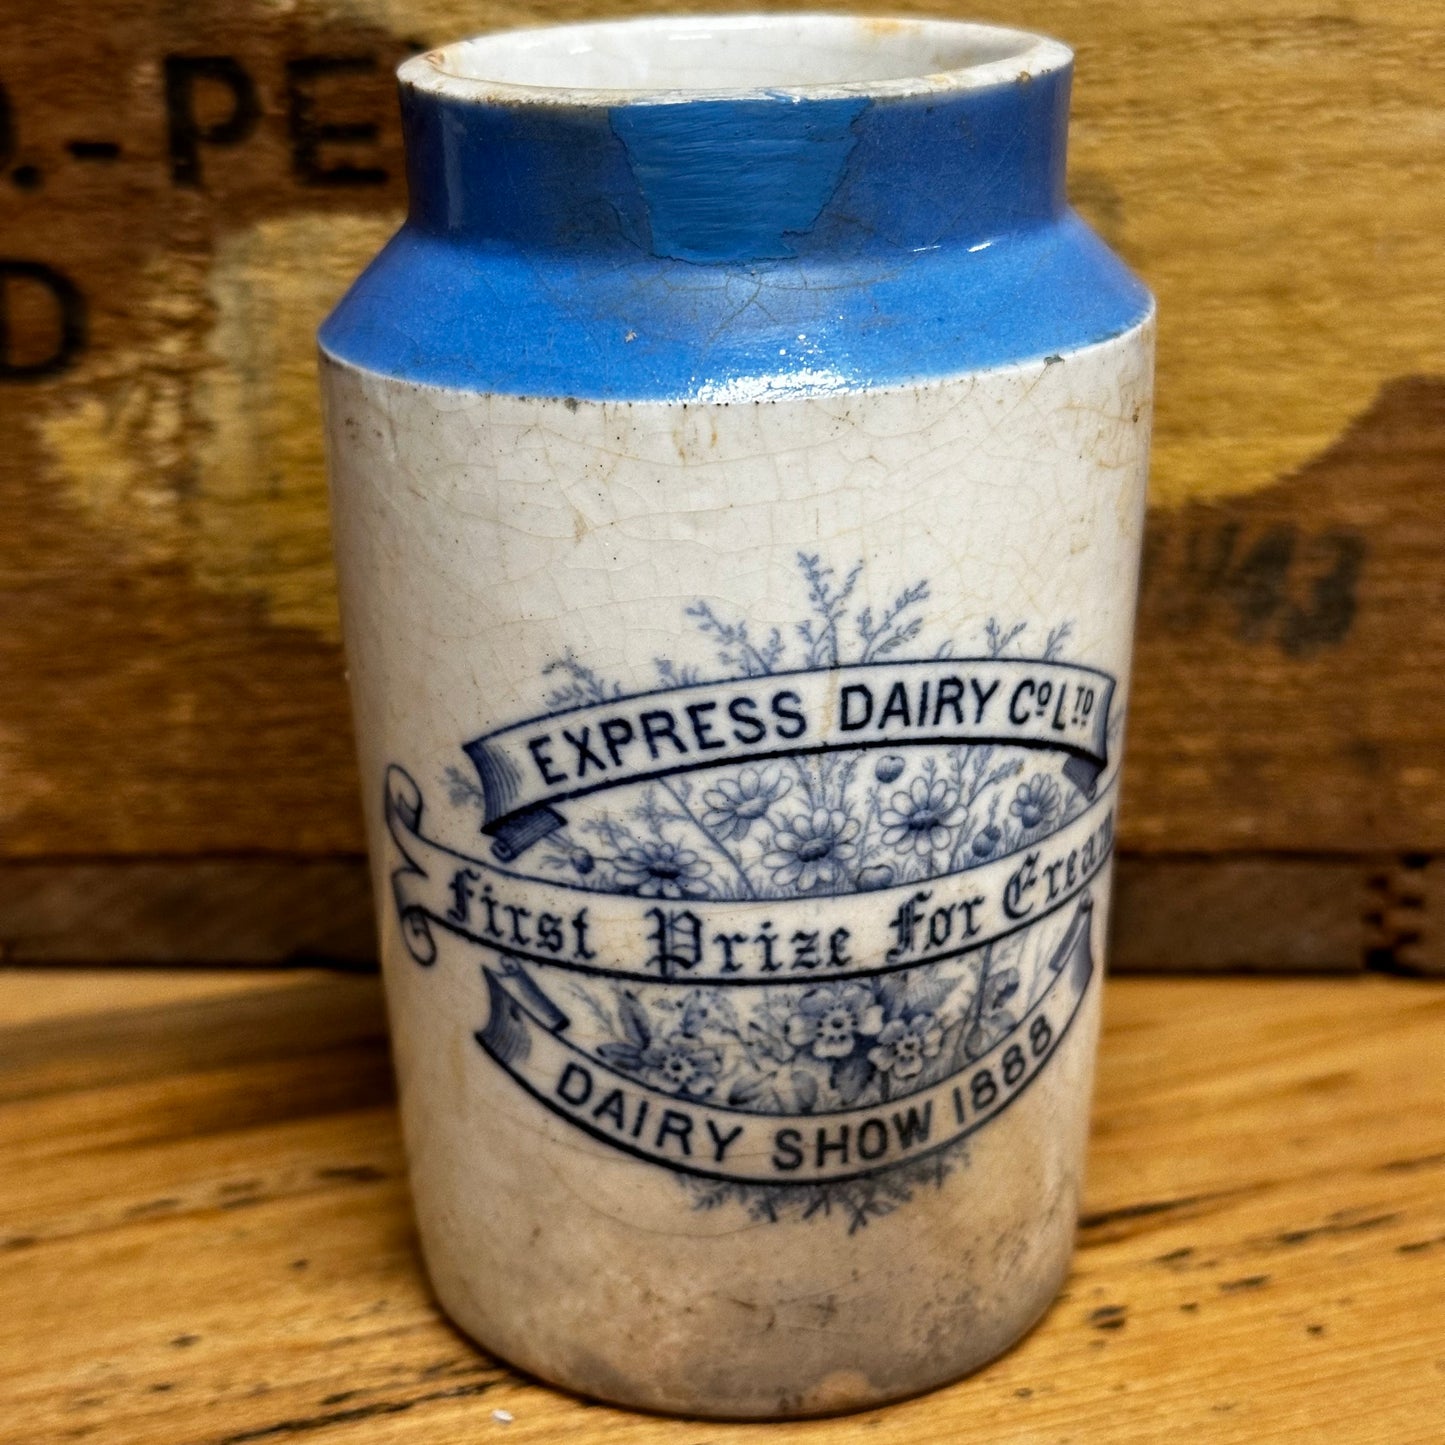 EXPRESS DAIRY Cº Lᵀᴰ
First Prize For Cream
DAIRY SHOW 1888